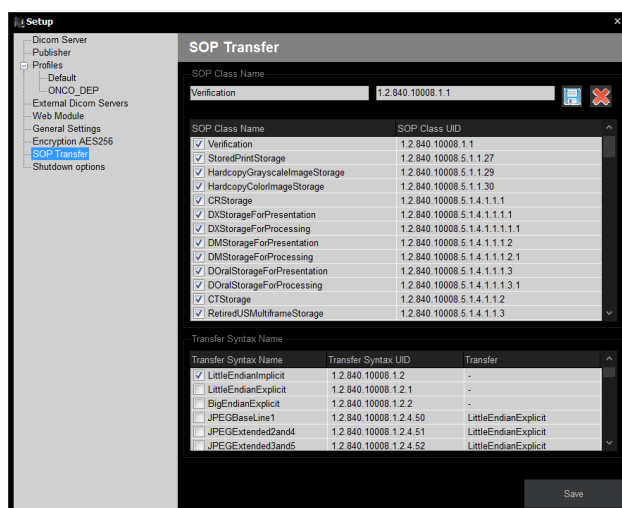 Setup
Dicom Server
Publisher
Profiles
Default
ONCO_DEP
External Dicom Servers
Web Module
General Settings
Encryption AES256
SOP Transfer
Shutdown options
SOP Transfer
SOP Class Name
Verification 1.2.840.10008.1.1
SOP Class Name SOP Class UID
Verification 1.2.840.10008.1.1
StoredPrintStorage 1.2.840.10008.5.1.1.27
HardcopyGrayscaleImageStorage 1.2.840.10008.5.1.1.29
HardcopyColorImageStorage 1.2.840.10008.5.1.1.30
CRStorage 1.2.840.10008.5.1.4.1.1.1
DXStorageForPresentation 1.2.840.10008.5.1.4.1.1.1.1
DXStorageForProcessing 1.2.840.10008.5.1.4.1.1.1.1.1
DMStorageForPresentation 1.2.840.10008.5.1.4.1.1.1.2
DMStorageForProcessing 1.2.840.10008.5.1.4.1.1.1.2.1
DOralStorageForPresentation 1.2.840.10008.5.1.4.1.1.1.3
DOralStorageForProcessing 1.2.840.10008.5.1.4.1.1.1.3.1
CTStorage 1.2.840.10008.5.1.4.1.1.2
RetiredUSMultiframeStorage 1.2.840.10008.5.1.4.1.1.3
Transfer Syntax Name
Transfer Syntax Name Transfer Syntax UID Transfer
LittleEndianImplicit 1.2.840.10008.1.2 -
LittleEndianExplicit 1.2.840.10008.1.2.1 -
BigEndianExplicit 1.2.840.10008.1.2.2 -
JPEGBaseLine1 1.2.840.10008.1.2.4.50 LittleEndianExplicit
JPEGExtended2and4 1.2.840.10008.1.2.4.51 LittleEndianExplicit
JPEGExtended3and5 1.2.840.10008.1.2.4.52 LittleEndianExplicit
Save